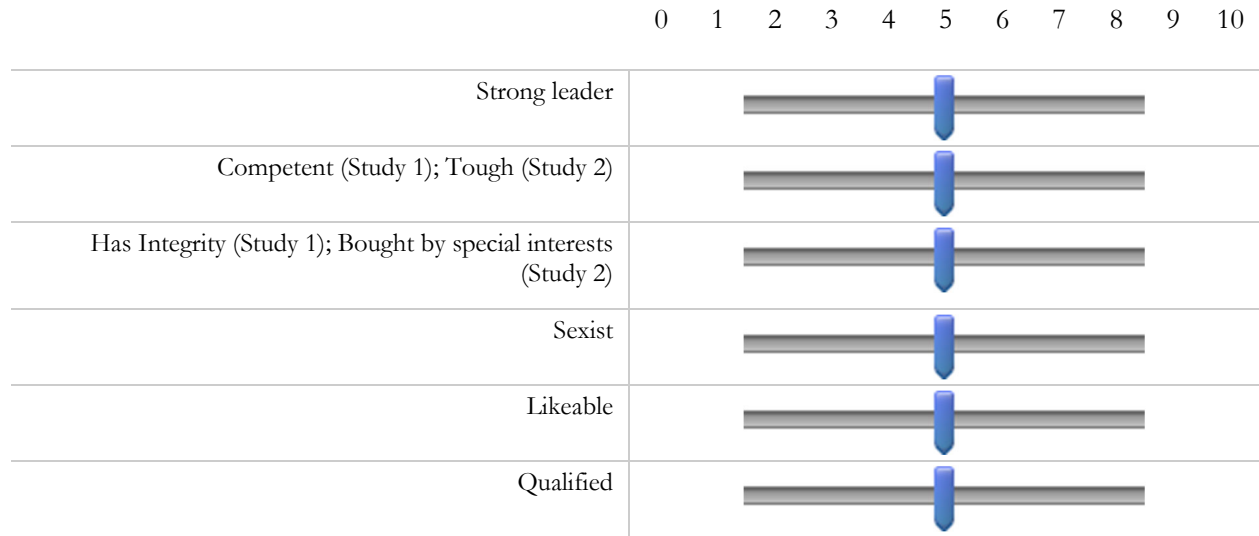 0 1 2 3 4 5 6 7 8 9 10
Strong leader
Competent (Study 1); Tough (Study 2)
Has Integrity (Study 1); Bought by special interests
(Study 2)
Sexist
Likeable
Qualified